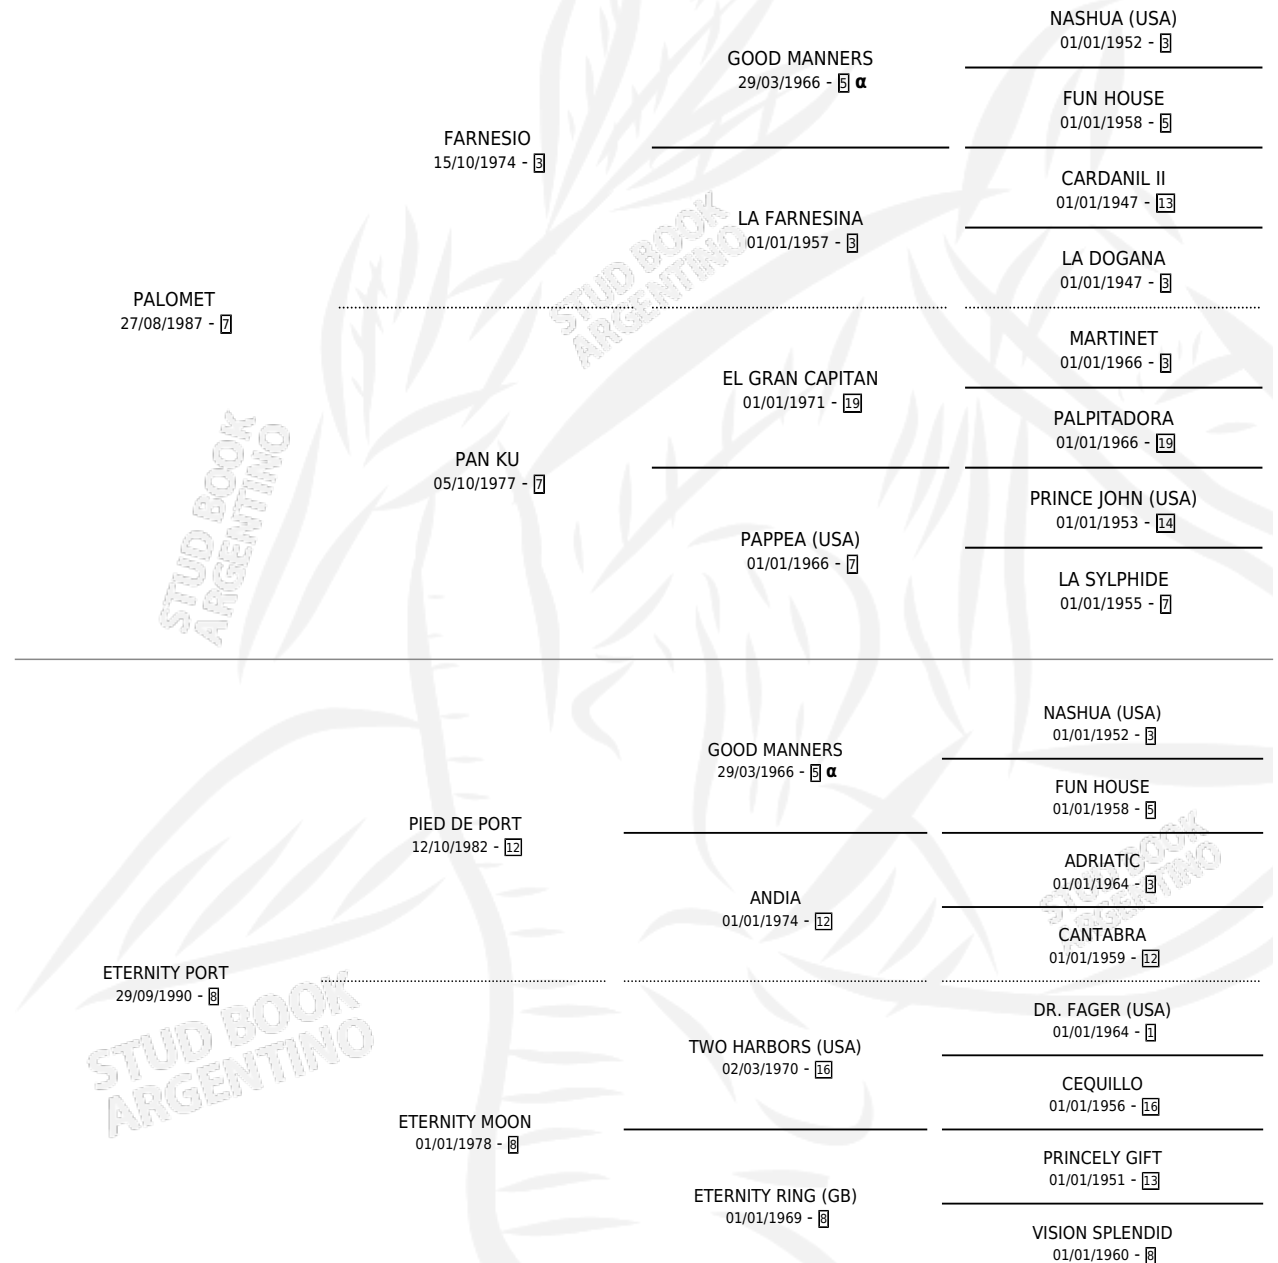 NASHUA (USA)
01/01/1952 - 3
GOOD MANNERS
29/03/1966 - 5 α
FUN HOUSE
01/01/1958 - 5
FARNESIO
15/10/1974 - 3
CARDANIL II
01/01/1947 - 13
LA FARNESINA
01/01/1957 - 3
LA DOGANA
01/01/1947 - 3
STUD BOOK
ARGENTINO
PALOMET
27/08/1987 - 7
MARTINET
01/01/1966 - 3
EL GRAN CAPITAN
01/01/1971 - 19
PALPITADORA
01/01/1966 - 19
PAN KU
05/10/1977 - 7
PRINCE JOHN (USA)
01/01/1953 - 14
PAPPEA (USA)
01/01/1966 - 7
LA SYLPHIDE
01/01/1955 - 7
STUD BOOK
ARGENTINO
NASHUA (USA)
01/01/1952 - 3
GOOD MANNERS
29/03/1966 - 5 α
FUN HOUSE
01/01/1958 - 5
PIED DE PORT
12/10/1982 - 12
ADRIATIC
01/01/1964 - 3
ANDIA
01/01/1974 - 12
CANTABRA
01/01/1959 - 12
STUD BOOK
ARGENTINO
ETERNITY PORT
29/09/1990 - 8
DR. FAGER (USA)
01/01/1964 - 1
TWO HARBORS (USA)
02/03/1970 - 16
CEQUILLO
01/01/1956 - 16
ETERNITY MOON
01/01/1978 - 8
PRINCELY GIFT
01/01/1951 - 13
ETERNITY RING (GB)
01/01/1969 - 8
VISION SPLENDID
01/01/1960 - 8
STUD BOOK
ARGENTINO